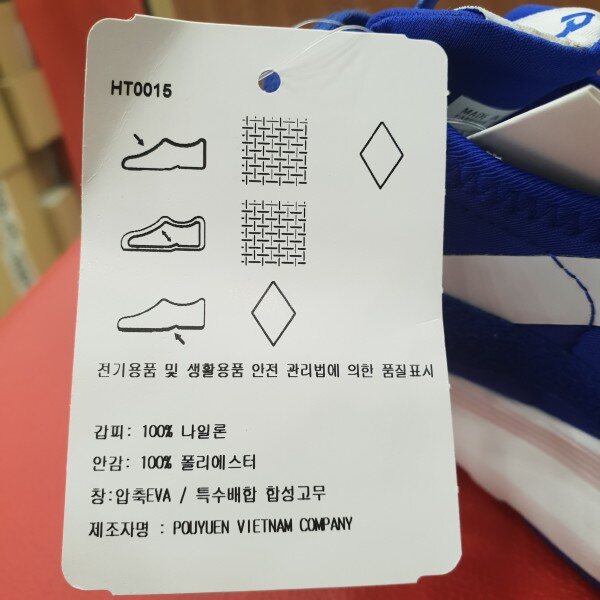 HT0015
전기용품 및 생활용품 안전 관리법에 의한 품질표시
갑피: 100% 나일론
안감: 100% 폴리에스터
창:압축EVA / 특수배합 합성고무
제조자명 : POUYUEN VIETNAM COMPANY
MADE